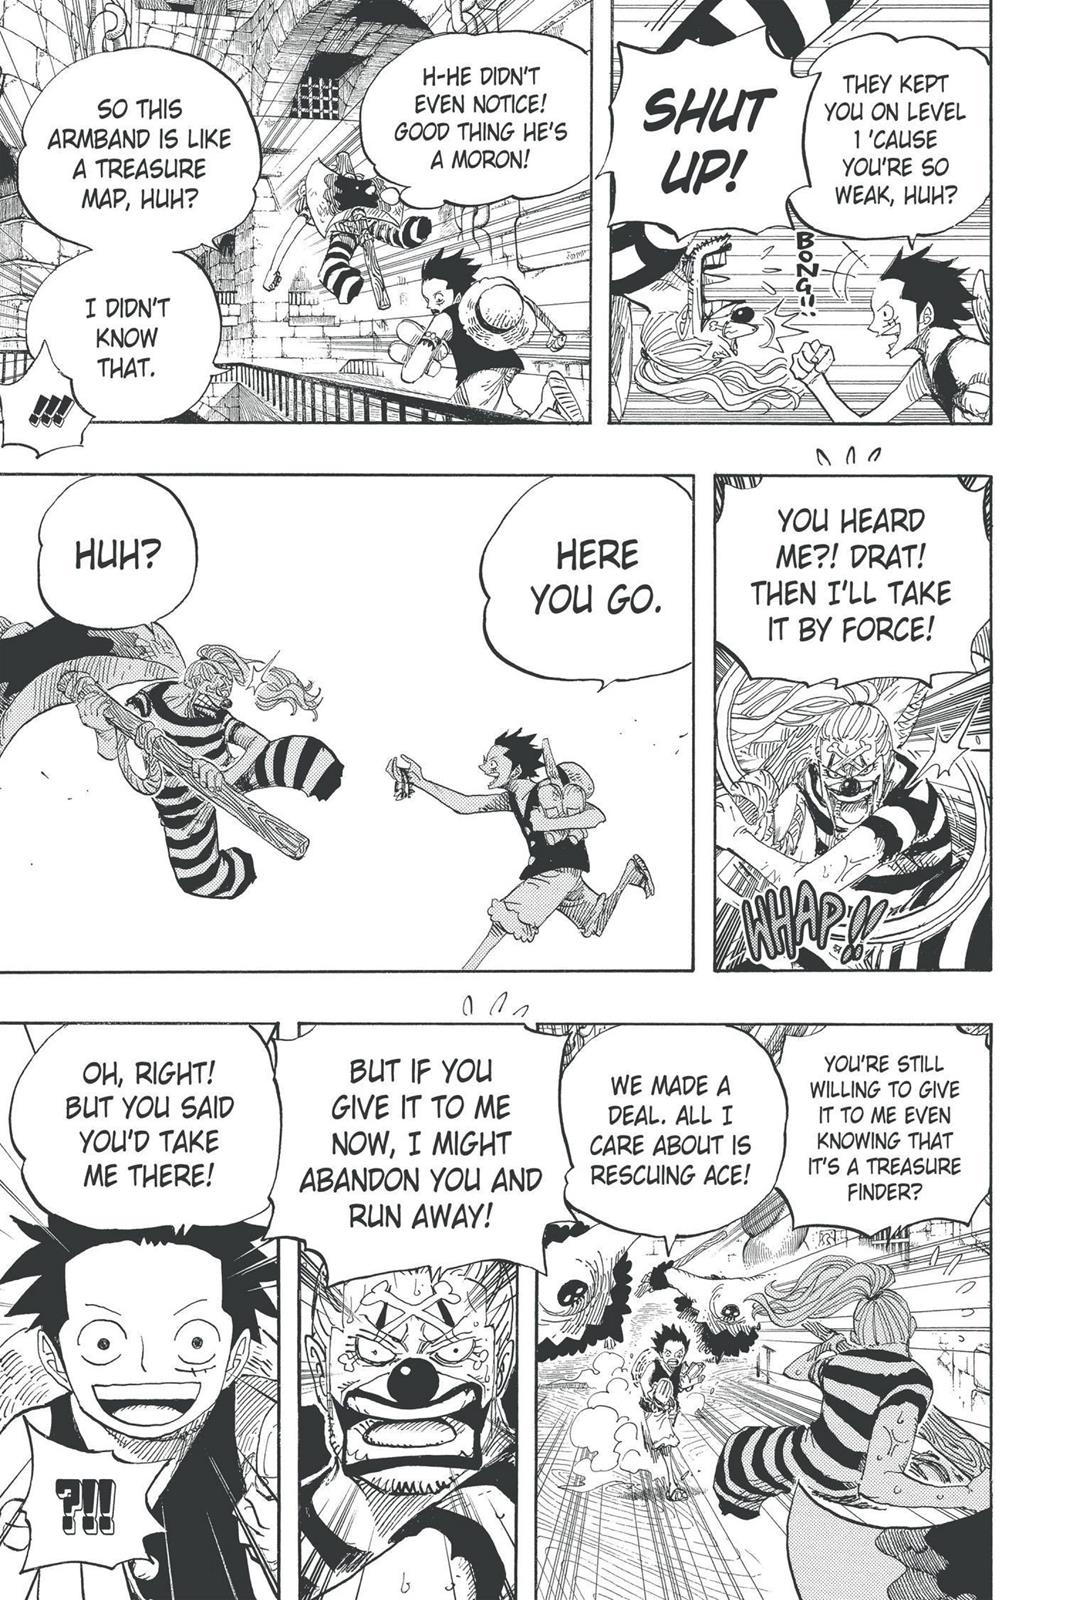 THEY KEPT
YOU ON LEVEL
1 'CAUSE
YOU'RE SO
WEAK, HUH?
SHUT
UP!
BONG!!
H-HE DIDN'T
EVEN NOTICE!
GOOD THING HE'S
A MORON!
SO THIS
ARMBAND IS LIKE
A TREASURE
MAP, HUH?
I DIDN'T
KNOW
THAT.
!!!
YOU HEARD
ME?! DRAT!
THEN I'LL TAKE
IT BY FORCE!
WHAP!!
HERE
YOU GO.
HUH?
YOU'RE STILL
WILLING TO GIVE
IT TO ME EVEN
KNOWING THAT
IT'S A TREASURE
FINDER?
WE MADE A
DEAL. ALL I
CARE ABOUT IS
RESCUING ACE!
BUT IF YOU
GIVE IT TO ME
NOW, I MIGHT
ABANDON YOU AND
RUN AWAY!
OH, RIGHT!
BUT YOU SAID
YOU'D TAKE
ME THERE!
?!!